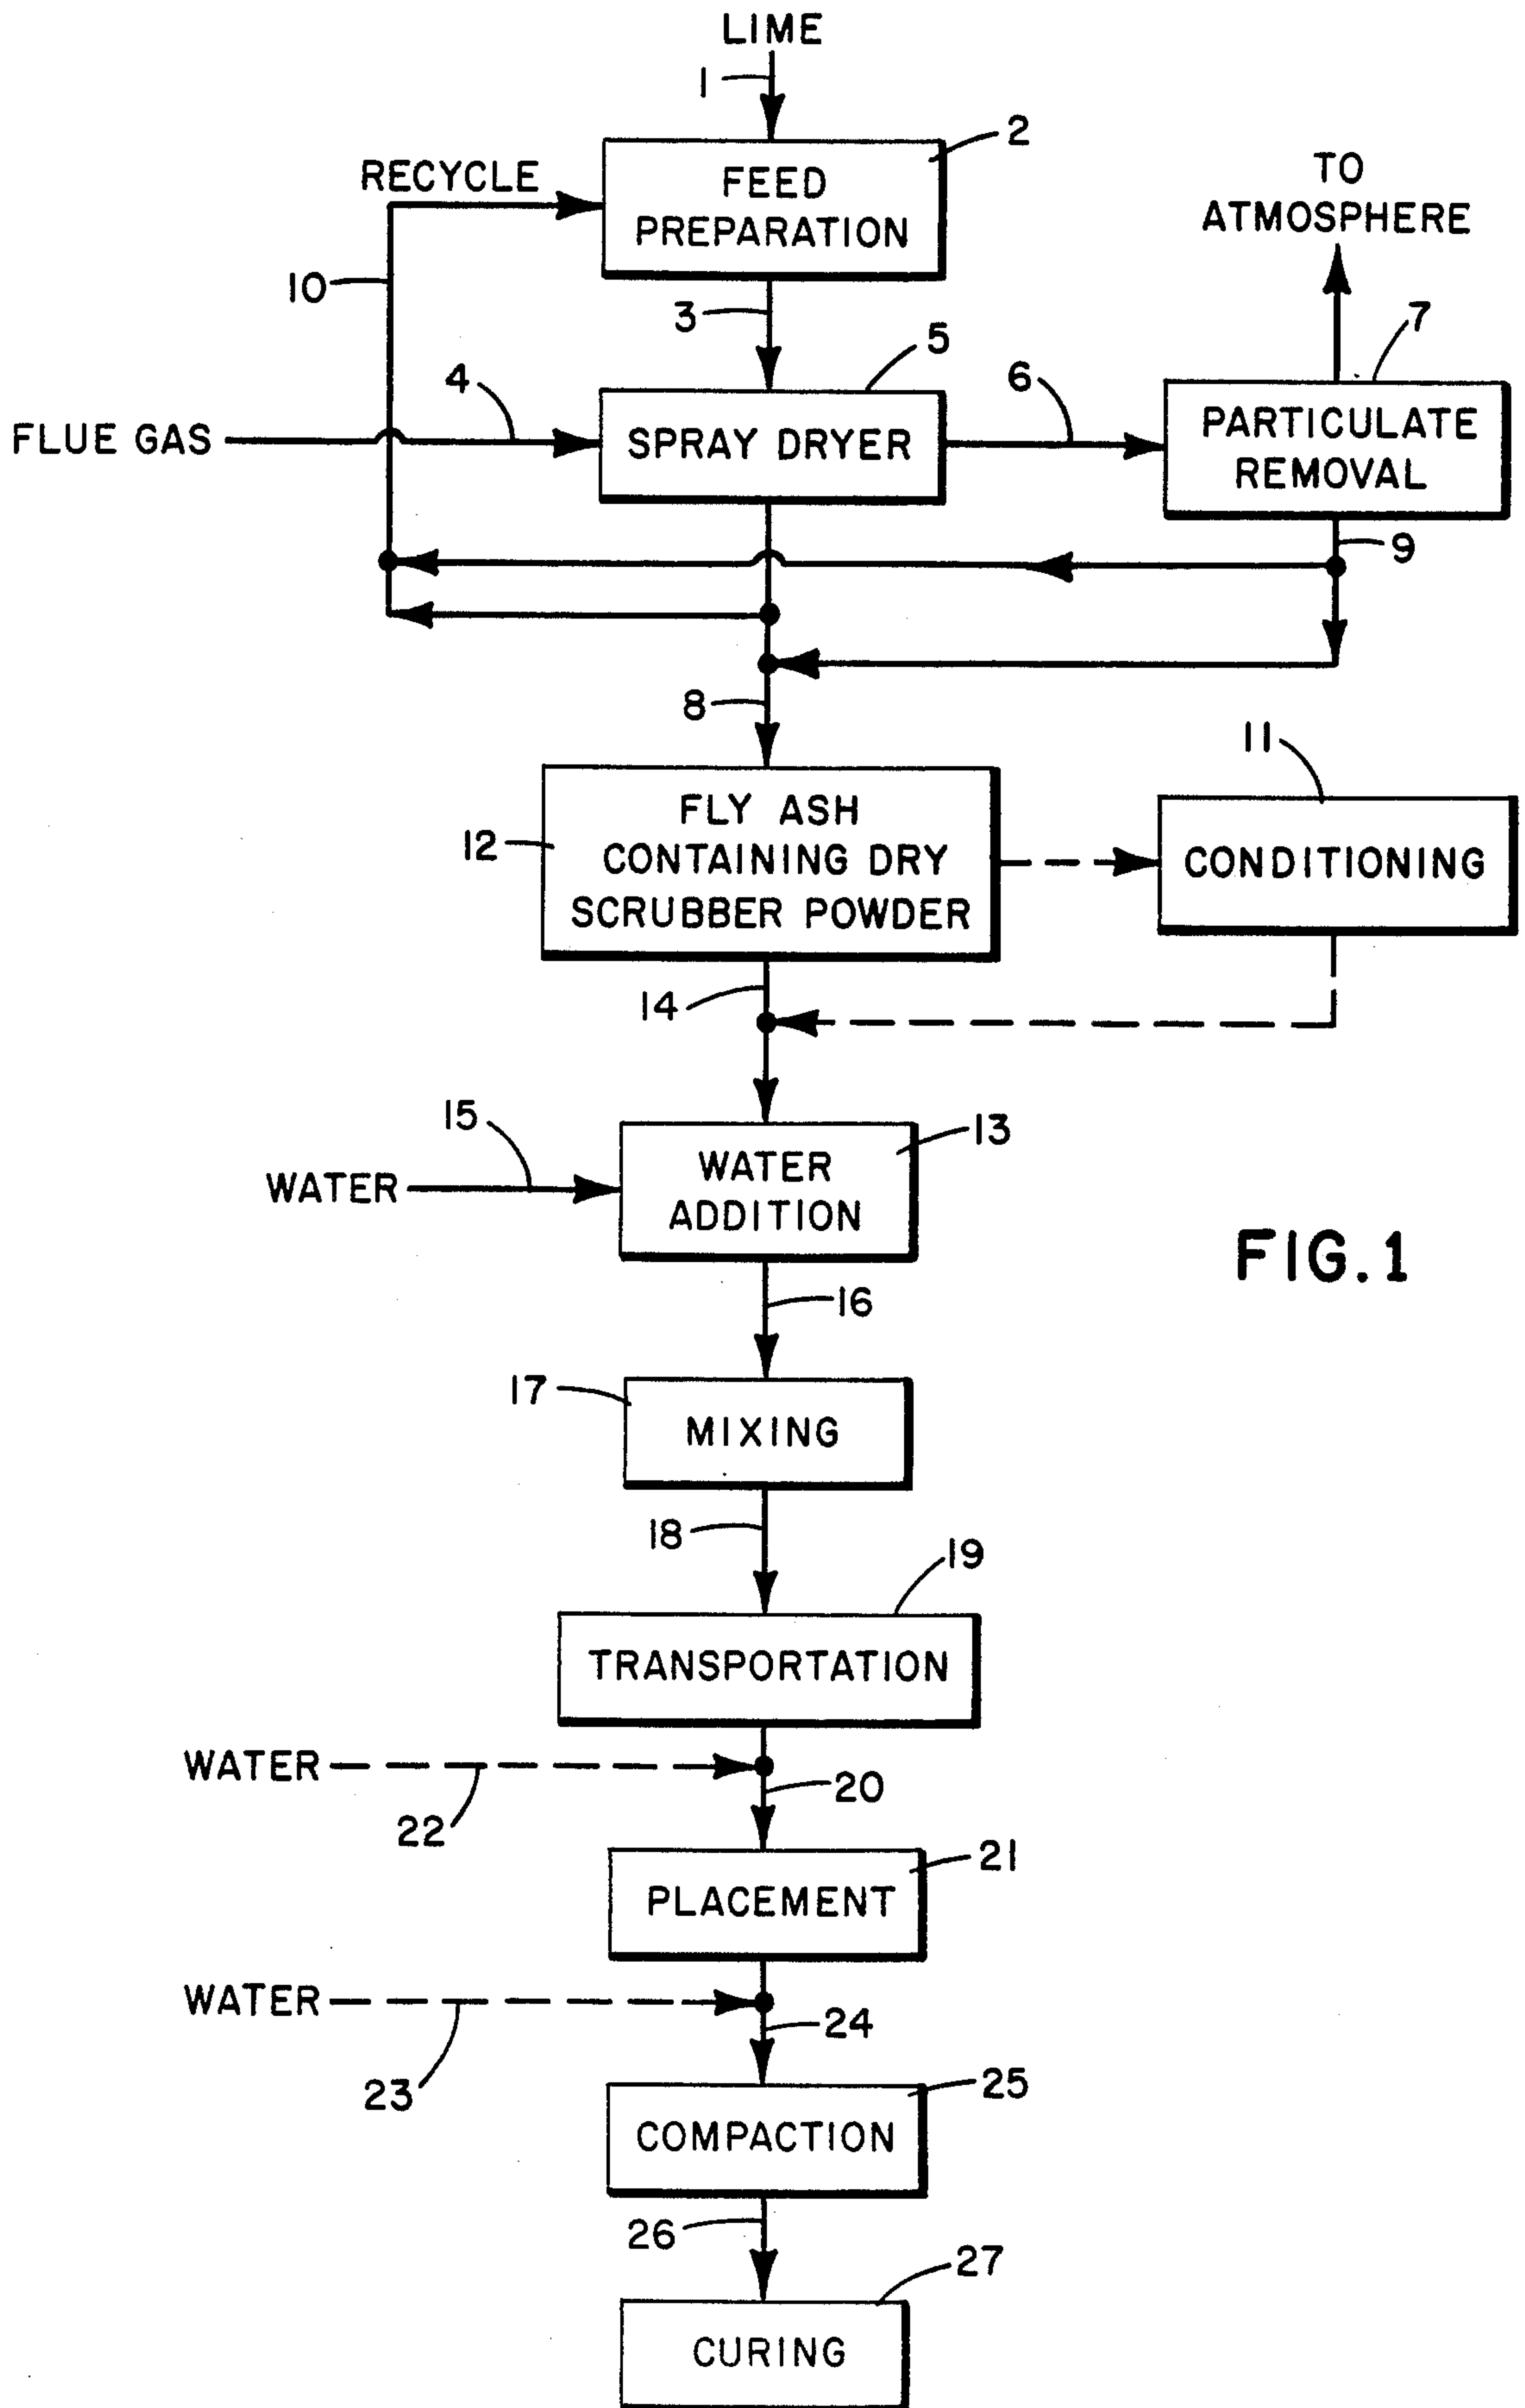 LIME
1
2
RECYCLE
FEED
PREPARATION
TO
ATMOSPHERE
10
3
7
5
4
6
FLUE GAS
SPRAY DRYER
PARTICULATE
REMOVAL
9
8
11
12
FLY ASH
CONTAINING DRY
SCRUBBER POWDER
CONDITIONING
14
15
13
WATER
WATER
ADDITION
FIG. 1
16
17
MIXING
18
19
TRANSPORTATION
WATER
20
22
21
PLACEMENT
WATER
24
23
25
COMPACTION
26
27
CURING